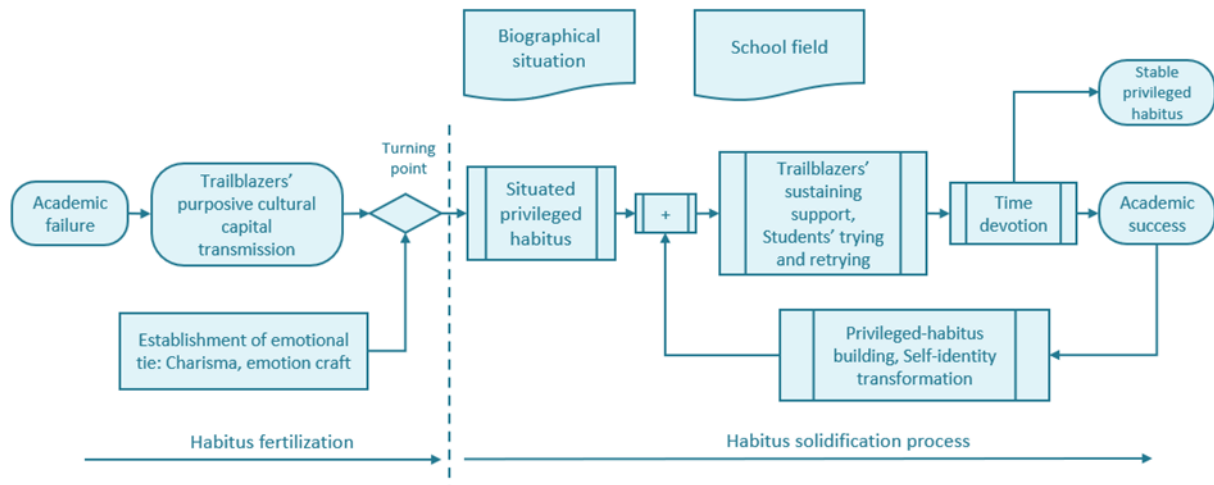 Biographical
situation
School field
Stable
privileged
habitus
Turning
point
Academic
failure
Trailblazers’
purposive cultural
capital
transmission
Situated
privileged
habitus
+
Trailblazers’
sustaining
support,
Students’ trying
and retrying
Time
devotion
Academic
success
Establishment of emotional
tie: Charisma, emotion craft
Privileged-habitus
building, Self-identity
transformation
Habitus fertilization
Habitus solidification process